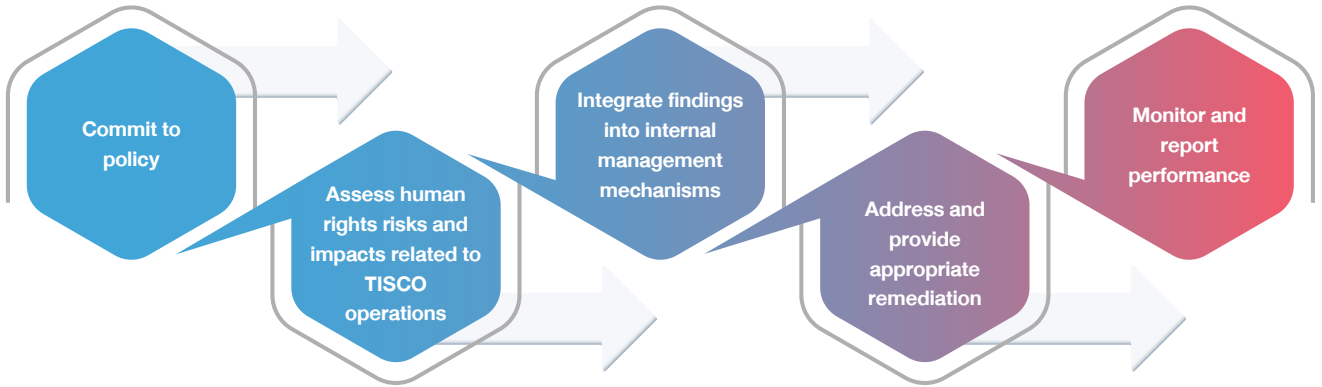 Commit to
policy
Assess human
rights risks and
impacts related to
TISCO
operations
Integrate findings
into internal
management
mechanisms
Address and
provide
appropriate
remediation
Monitor and
report
performance